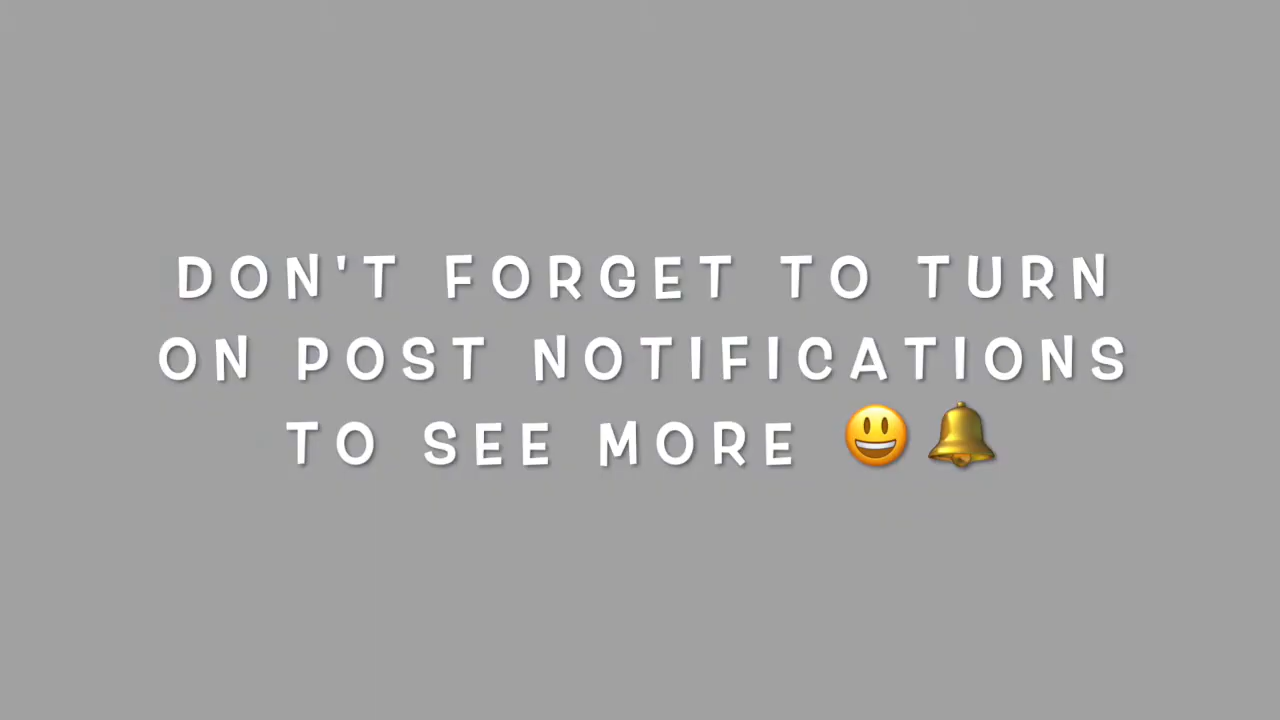 DON'T FORGET TO TURN
ON POST NOTIFICATIONS
TO SEE MORE 😃🔔